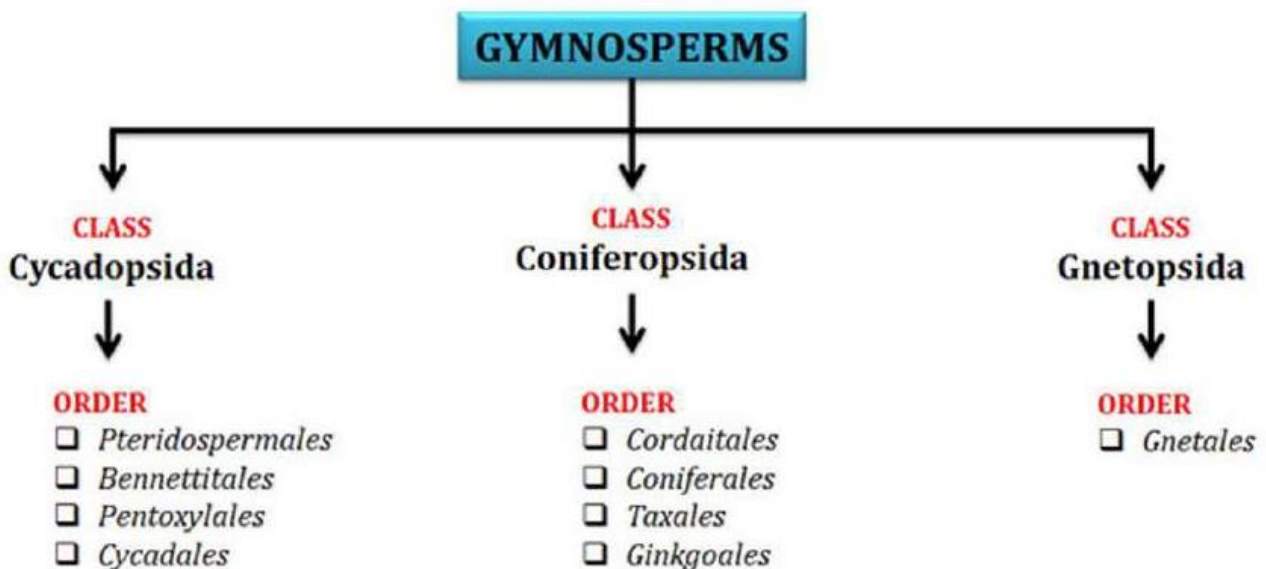 GYMNOSPERMS
CLASS
Cycadopsida
ORDER
❑ Pteridospermales
❑ Bennettitales
❑ Pentoxylales
❑ Cycadales
CLASS
Coniferopsida
ORDER
❑ Cordaitales
❑ Coniferales
❑ Taxales
❑ Ginkgoales
CLASS
Gnetopsida
ORDER
❑ Gnetales